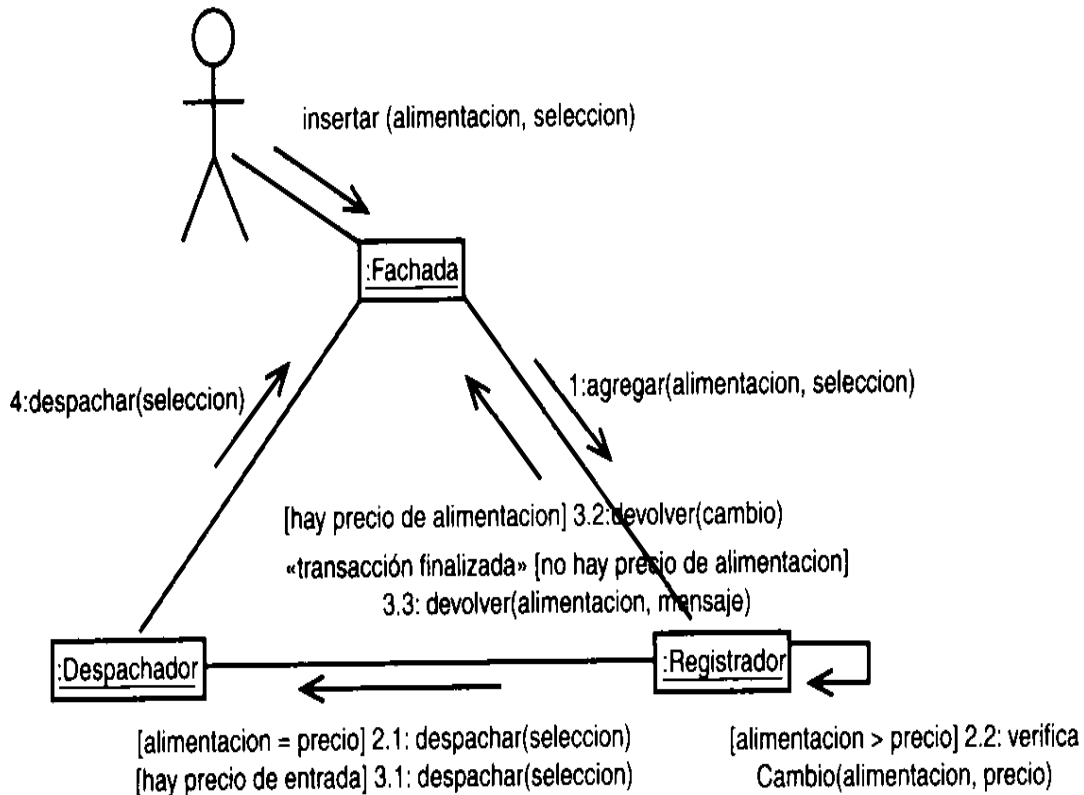 insertar (alimentacion, seleccion)
:Fachada
4:despachar(seleccion)
1:agregar(alimentacion, seleccion)
[hay precio de alimentacion] 3.2:devolver(cambio)
«transacción finalizada» [no hay precio de alimentacion]
3.3: devolver(alimentacion, mensaje)
:Despachador
:Registrador
[alimentacion = precio] 2.1: despachar(seleccion)
[hay precio de entrada] 3.1: despachar(seleccion)
[alimentacion > precio] 2.2: verifica
Cambio(alimentacion, precio)